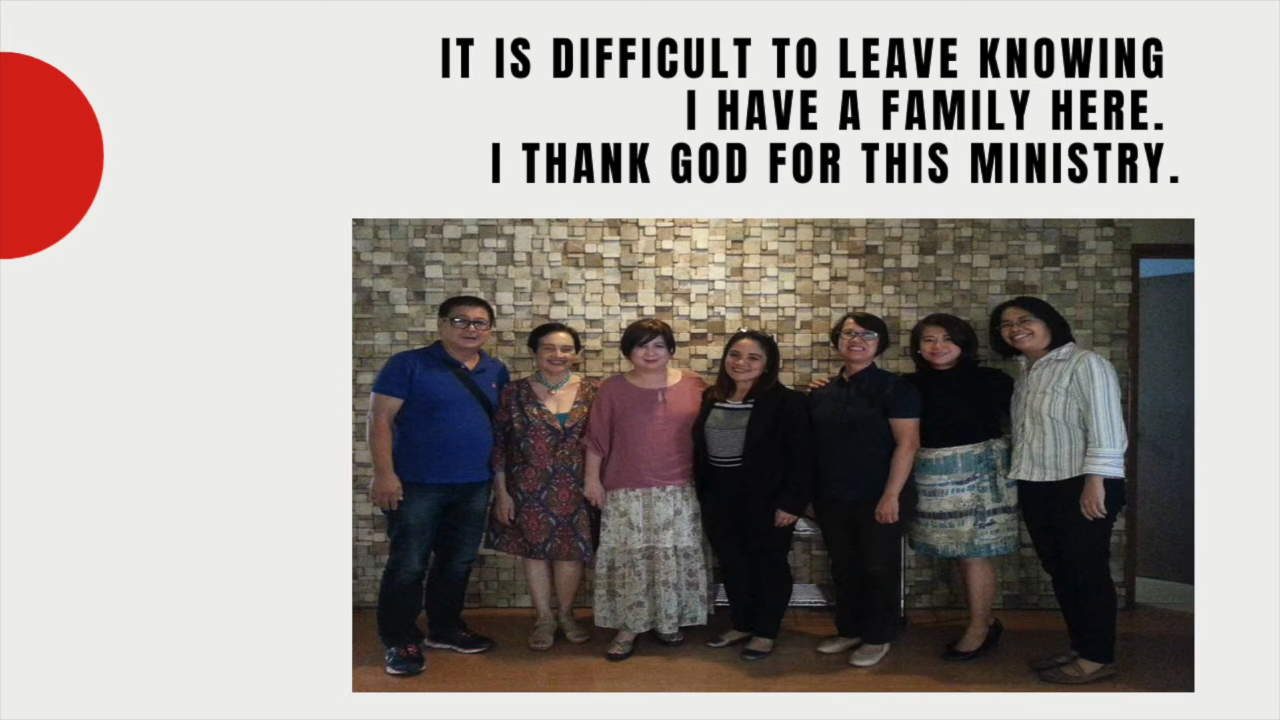 IT IS DIFFICULT TO LEAVE KNOWING
I HAVE A FAMILY HERE.
I THANK GOD FOR THIS MINISTRY.